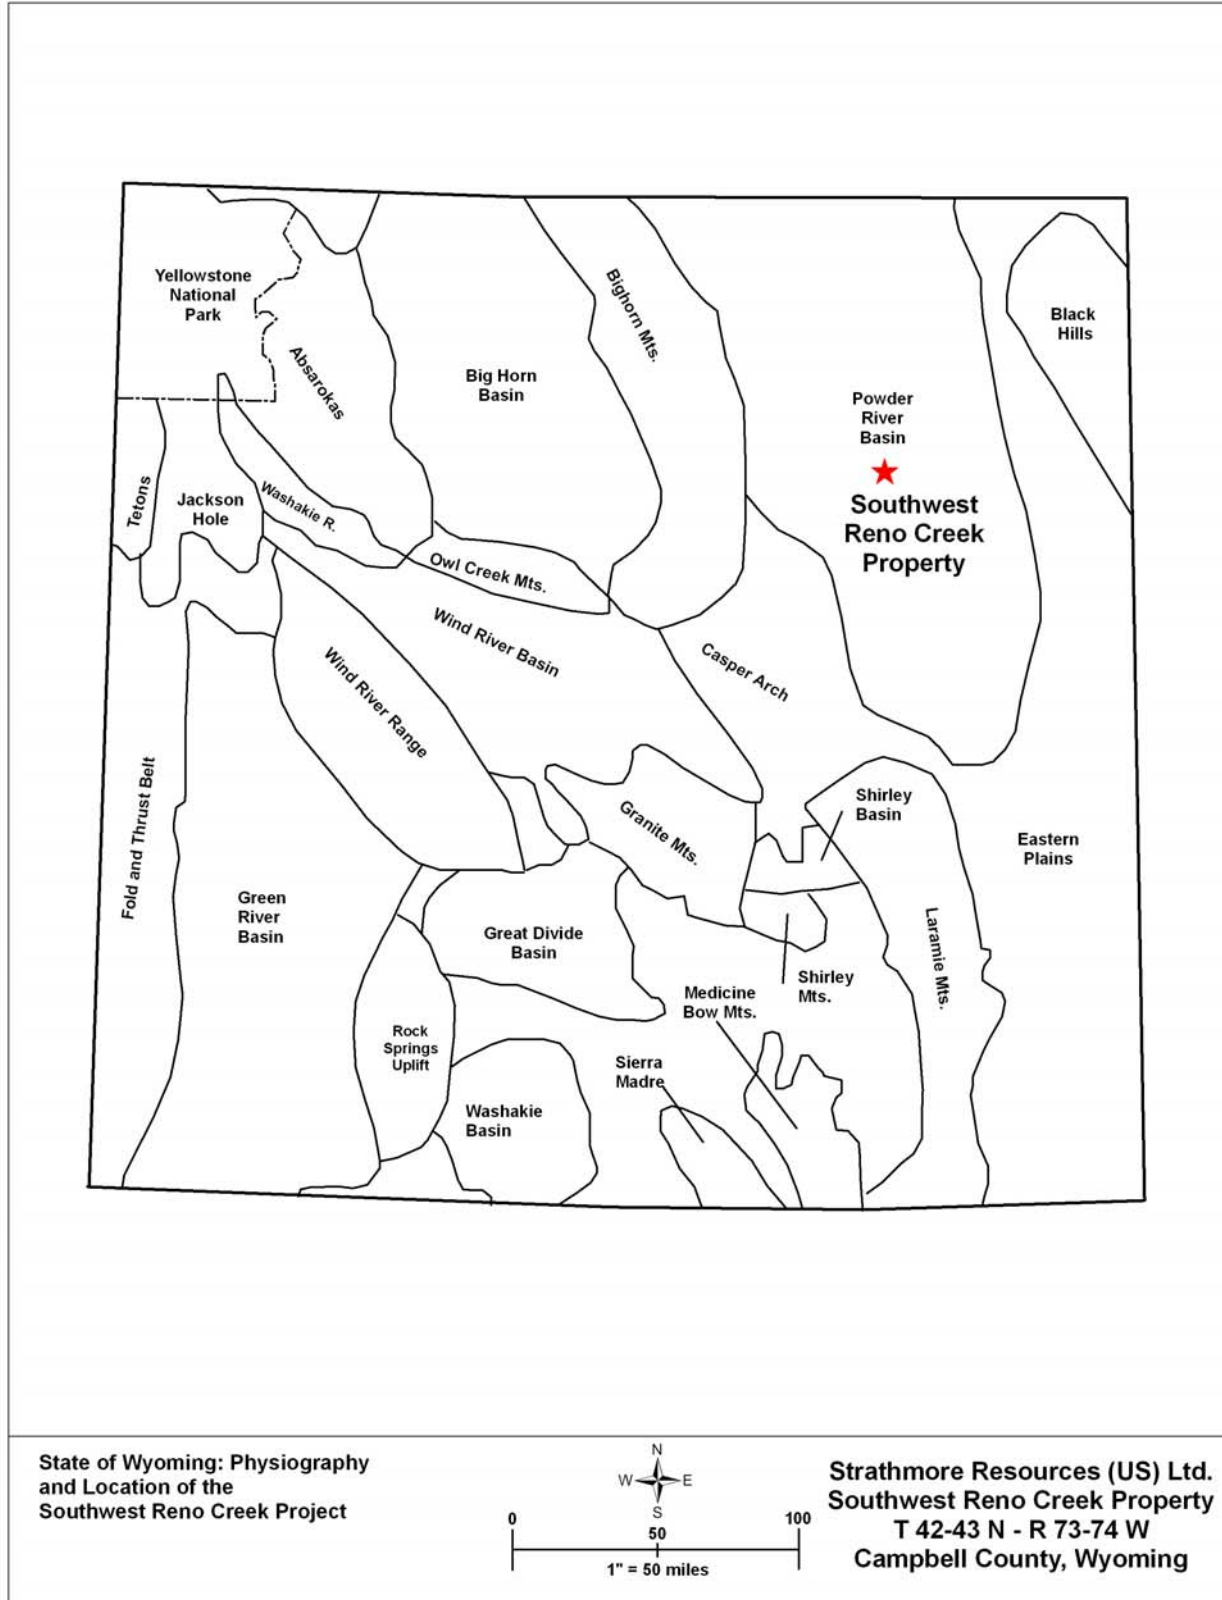 Yellowstone
National
Park
Absarokas
Big Horn
Basin
Bighorn Mts.
Black
Hills
Powder
River
Basin
Southwest
Reno Creek
Property
Tetons
Jackson
Hole
Washakie R.
Owl Creek Mts.
Wind River Basin
Wind River Range
Casper Arch
Fold and Thrust Belt
Granite Mts.
Shirley
Basin
Eastern
Plains
Green
River
Basin
Great Divide
Basin
Laramie Mts.
Shirley
Mts.
Medicine
Bow Mts.
Rock
Springs
Uplift
Sierra
Madre
Washakie
Basin
State of Wyoming: Physiography
and Location of the
Southwest Reno Creek Project
N
W
E
S
0
50
100
1" = 50 miles
Strathmore Resources (US) Ltd.
Southwest Reno Creek Property
T 42-43 N - R 73-74 W
Campbell County, Wyoming